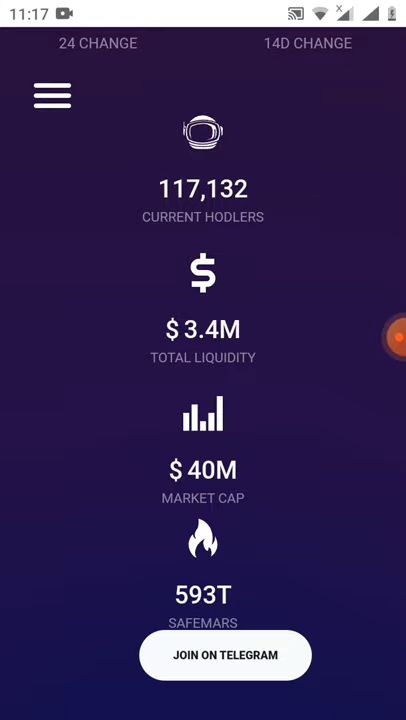 11:17
24 CHANGE
14D CHANGE
117,132
CURRENT HODLERS
$ 3.4M
TOTAL LIQUIDITY
$ 40M
MARKET CAP
593T
SAFEMARS
JOIN ON TELEGRAM